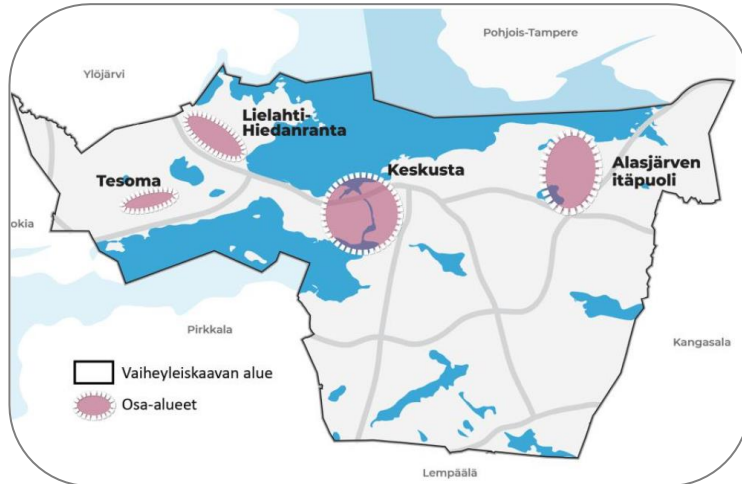 Pohjois-Tampere
Ylöjärvi
Lielahti-
Hiedanranta
Keskusta
Alasjärven
itäpuoli
Tesoma
okia
Pirkkala
Kangasala
Vaiheyleiskaavan alue
Osa-alueet
Lempäälä